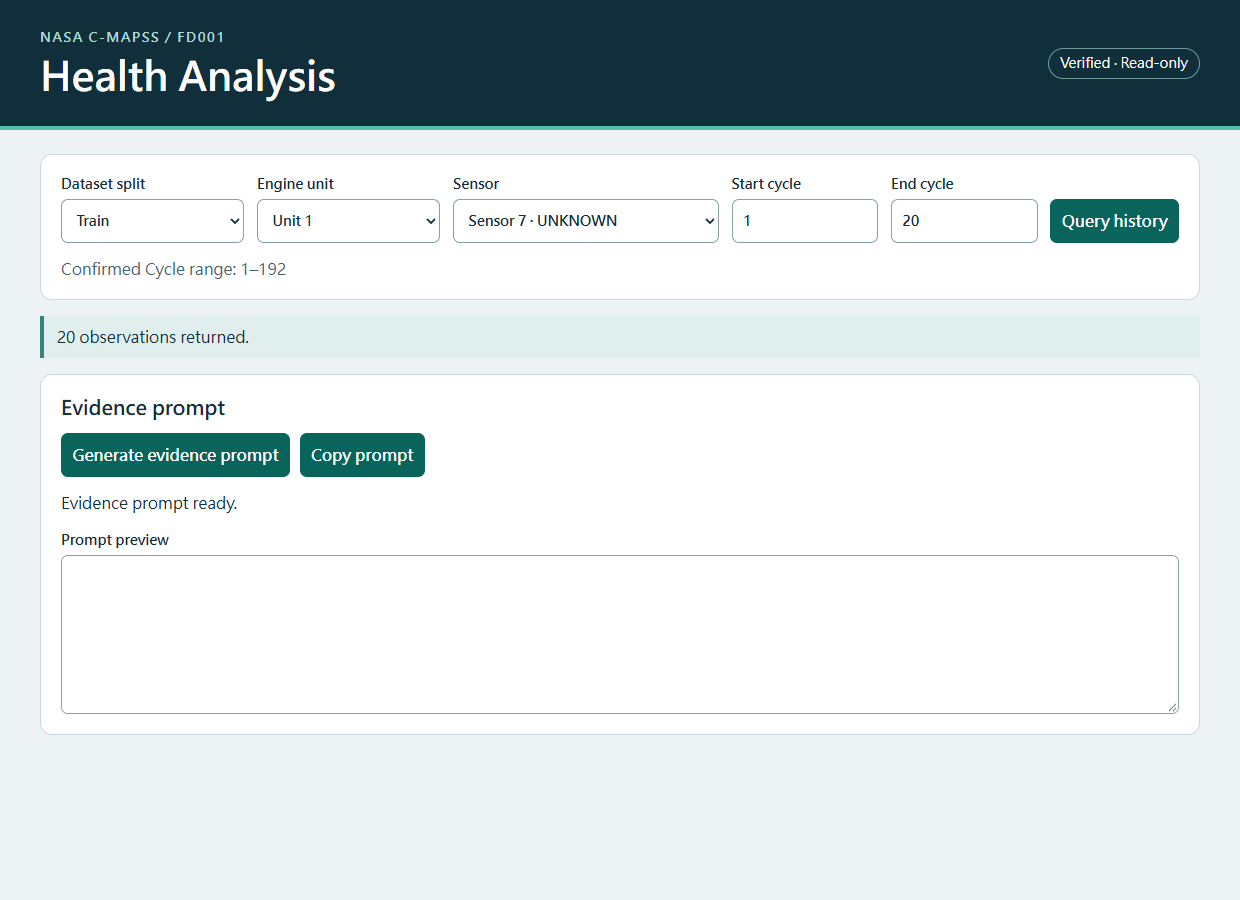 NASA C-MAPSS / FD001
Health Analysis
Verified · Read-only
Dataset split
Engine unit
Sensor
Start cycle
End cycle
Train
Unit 1
Sensor 7 · UNKNOWN
1
20
Query history
Confirmed Cycle range: 1–192
20 observations returned.
Evidence prompt
Generate evidence prompt
Copy prompt
Evidence prompt ready.
Prompt preview